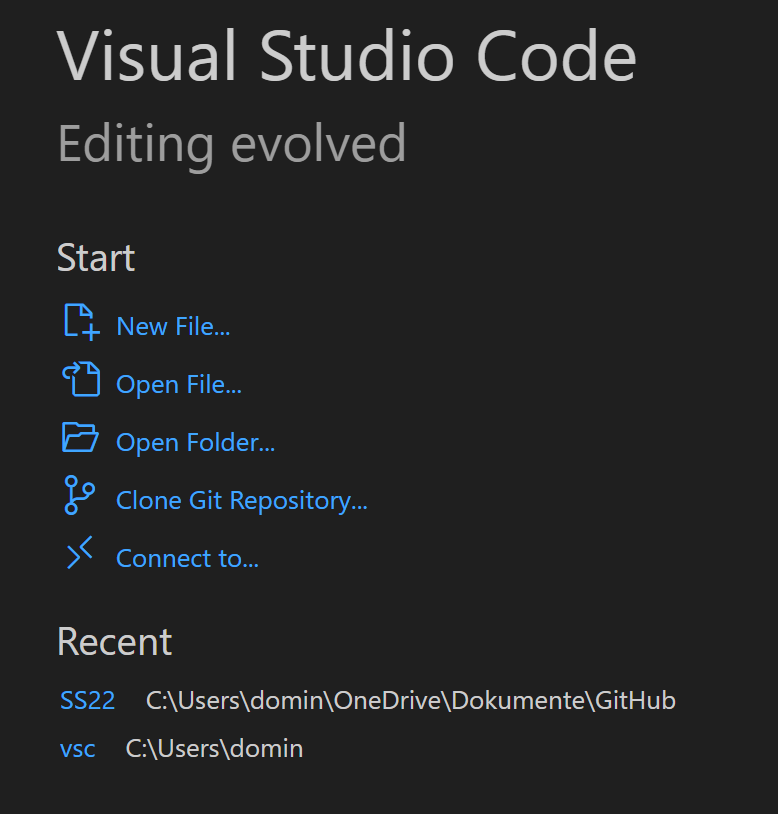 Visual Studio Code
Editing evolved
Start
New File...
Open File...
Open Folder...
Clone Git Repository...
Connect to...
Recent
SS22 C:\Users\domin\OneDrive\Dokumente\GitHub
vsc C:\Users\domin